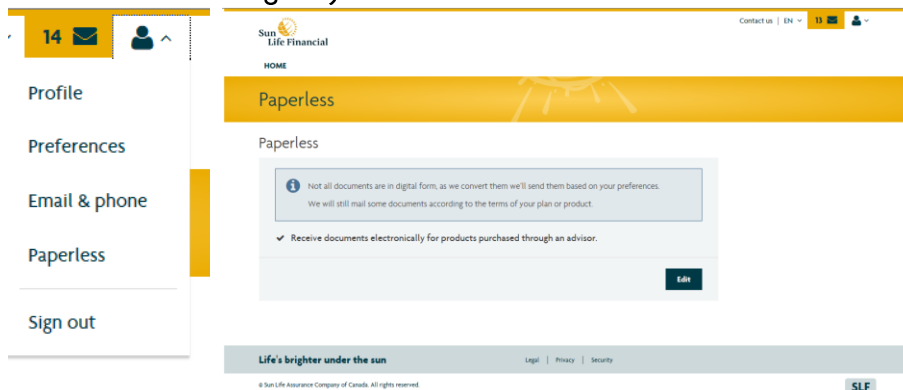 14
Profile
Preferences
Email & phone
Paperless
Sign out
Contact us | EN
13
Sun
Life Financial
HOME
Paperless
Paperless
Not all documents are in digital form, as we convert them we'll send them based on your preferences.
We will still mail some documents according to the terms of your plan or product.
Receive documents electronically for products purchased through an advisor.
Edit
Life's brighter under the sun
Legal | Privacy | Security
© Sun Life Assurance Company of Canada. All rights reserved.
SLF